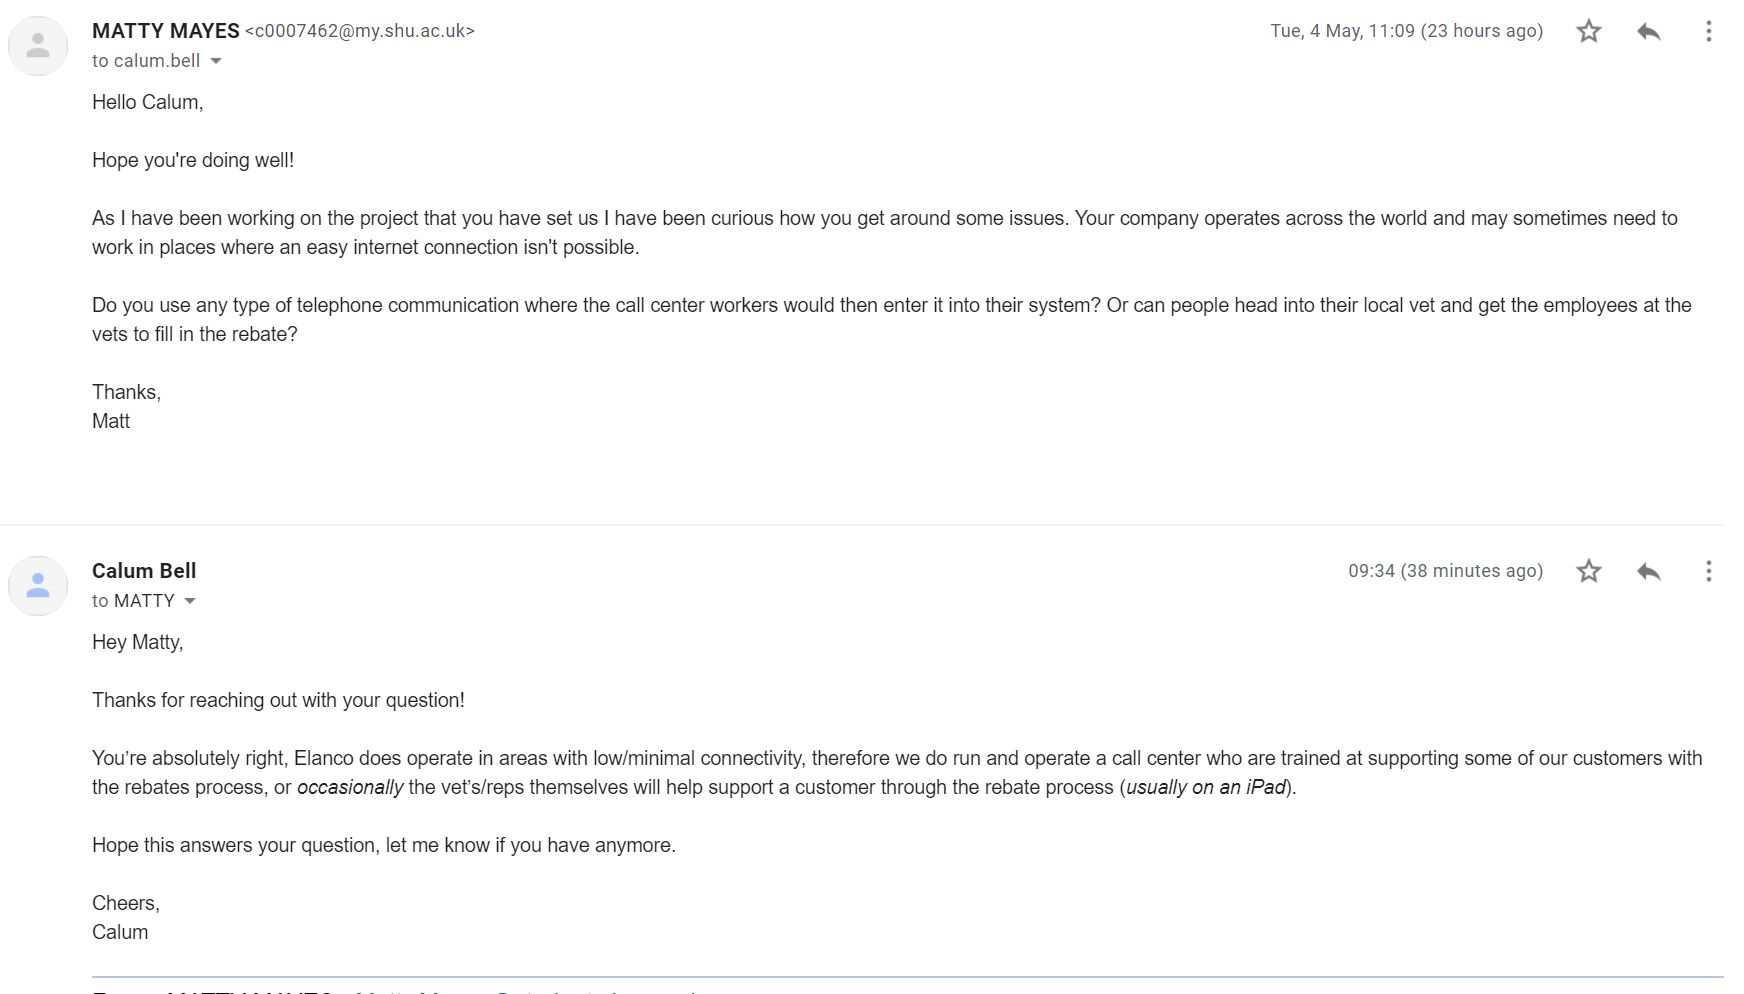 MATTY MAYES <c0007462@my.shu.ac.uk>
Tue, 4 May, 11:09 (23 hours ago)
to calum.bell
Hello Calum,
Hope you're doing well!
As I have been working on the project that you have set us I have been curious how you get around some issues. Your company operates across the world and may sometimes need to
work in places where an easy internet connection isn't possible.
Do you use any type of telephone communication where the call center workers would then enter it into their system? Or can people head into their local vet and get the employees at the
vets to fill in the rebate?
Thanks,
Matt
Calum Bell
09:34 (38 minutes ago)
to MATTY
Hey Matty,
Thanks for reaching out with your question!
You’re absolutely right, Elanco does operate in areas with low/minimal connectivity, therefore we do run and operate a call center who are trained at supporting some of our customers with
the rebates process, or occasionally the vet’s/reps themselves will help support a customer through the rebate process (usually on an iPad).
Hope this answers your question, let me know if you have anymore.
Cheers,
Calum